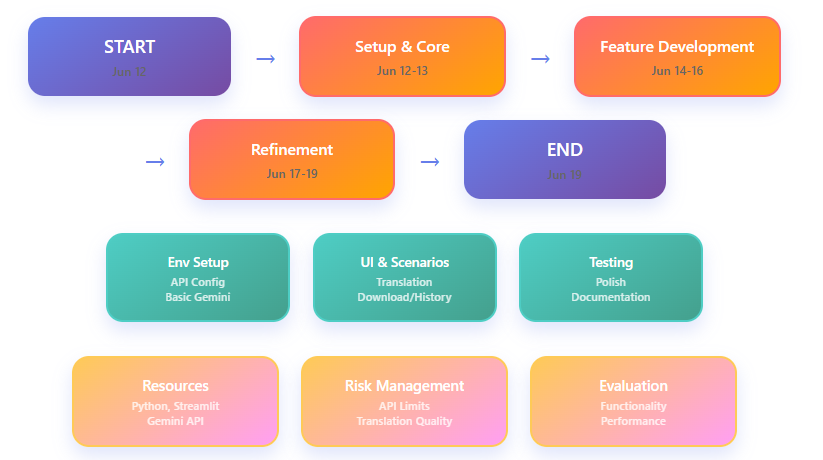 START
Jun 12
→
Setup & Core
Jun 12-13
→
Feature Development
Jun 14-16
→
Refinement
Jun 17-19
→
END
Jun 19
Env Setup
API Config
Basic Gemini
UI & Scenarios
Translation
Download/History
Testing
Polish
Documentation
Resources
Python, Streamlit
Gemini API
Risk Management
API Limits
Translation Quality
Evaluation
Functionality
Performance